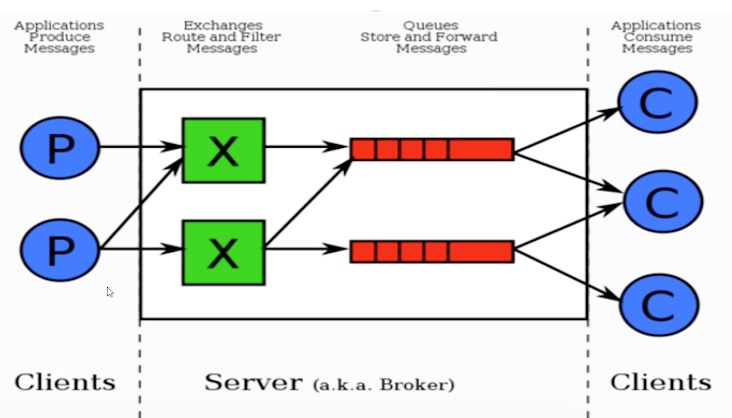 Applications
Produce
Messages
Exchanges
Route and Filter
Messages
Queues
Store and Forward
Messages
Applications
Consume
Messages
P
X
C
P
X
C
C
Clients
Server (a.k.a. Broker)
Clients